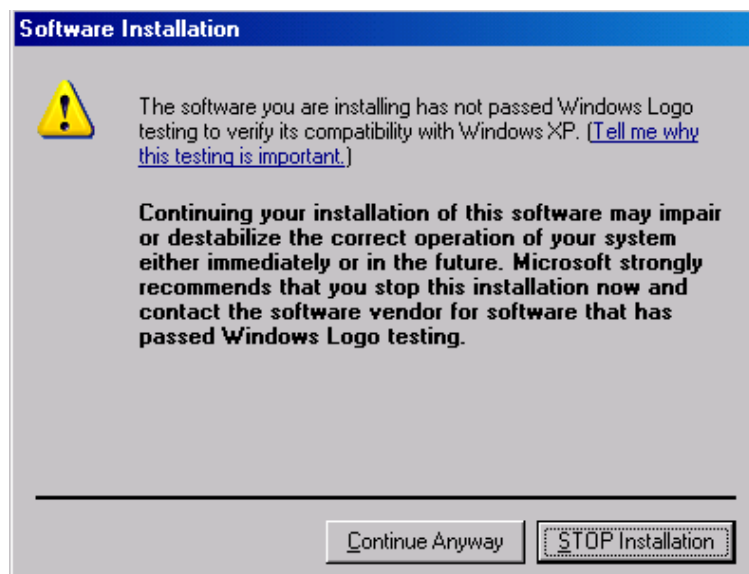 Software Installation
The software you are installing has not passed Windows Logo
testing to verify its compatibility with Windows XP. (Tell me why
this testing is important.)
Continuing your installation of this software may impair
or destabilize the correct operation of your system
either immediately or in the future. Microsoft strongly
recommends that you stop this installation now and
contact the software vendor for software that has
passed Windows Logo testing.
Continue Anyway
STOP Installation